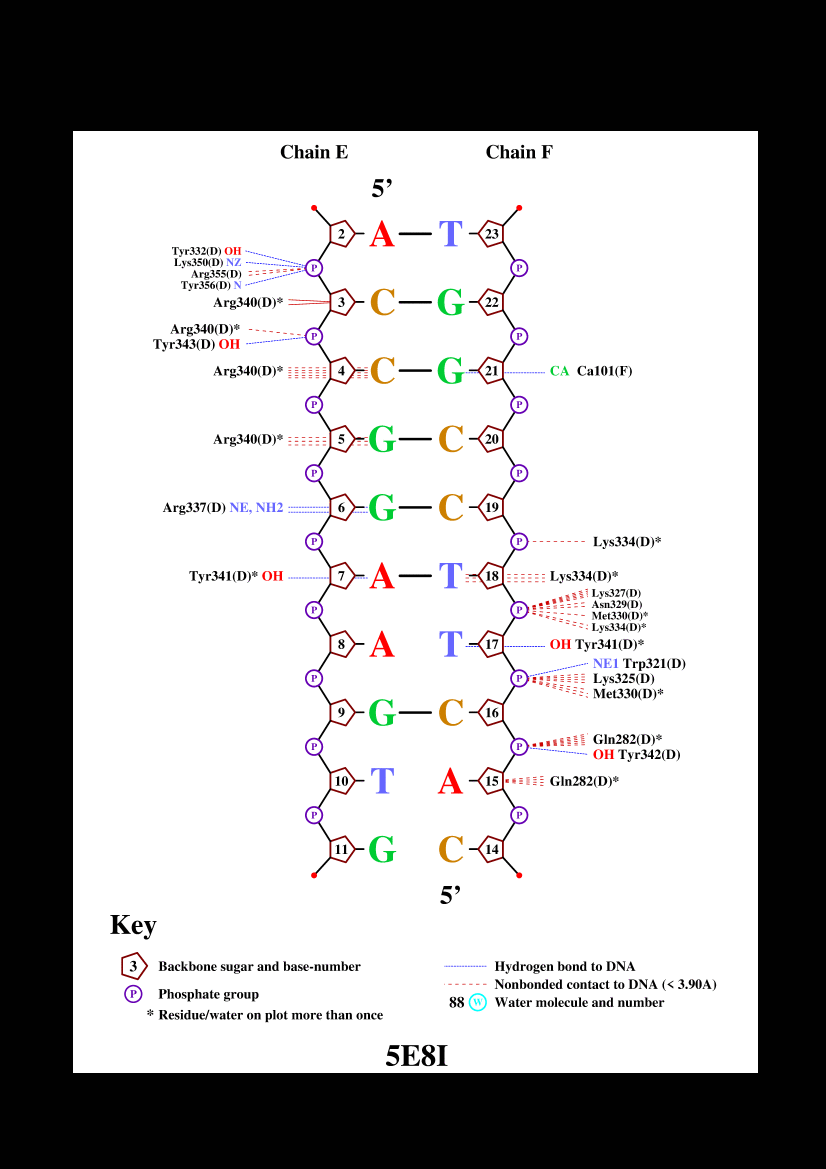 Chain E Chain F
5’
2 A T 23
Tyr332(D) OH
Lys350(D) NZ
P P
Arg355(D)
Tyr356(D) N
Arg340(D)* 3 C G 22
Arg340(D)*
P P
Tyr343(D) OH
Arg340(D)* 4 C G 21 CA Ca101(F)
P P
Arg340(D)* 5 G C 20
P P
Arg337(D) NE, NH2 6 G C 19
P P Lys334(D)*
Tyr341(D)* OH 7 A T 18 Lys334(D)*
Lys327(D)
Asn329(D)
P P
Met330(D)*
Lys334(D)*
8 A T 17 OH Tyr341(D)*
NE1 Trp321(D)
P P Lys325(D)
Met330(D)*
9 G C 16
Gln282(D)*
P P
OH Tyr342(D)
10 T A 15 Gln282(D)*
P P
11 G C 14
5’
Key
3 Backbone sugar and base-number
P Phosphate group
* Residue/water on plot more than once
Hydrogen bond to DNA
Nonbonded contact to DNA (< 3.90A)
88 W Water molecule and number
5E8I